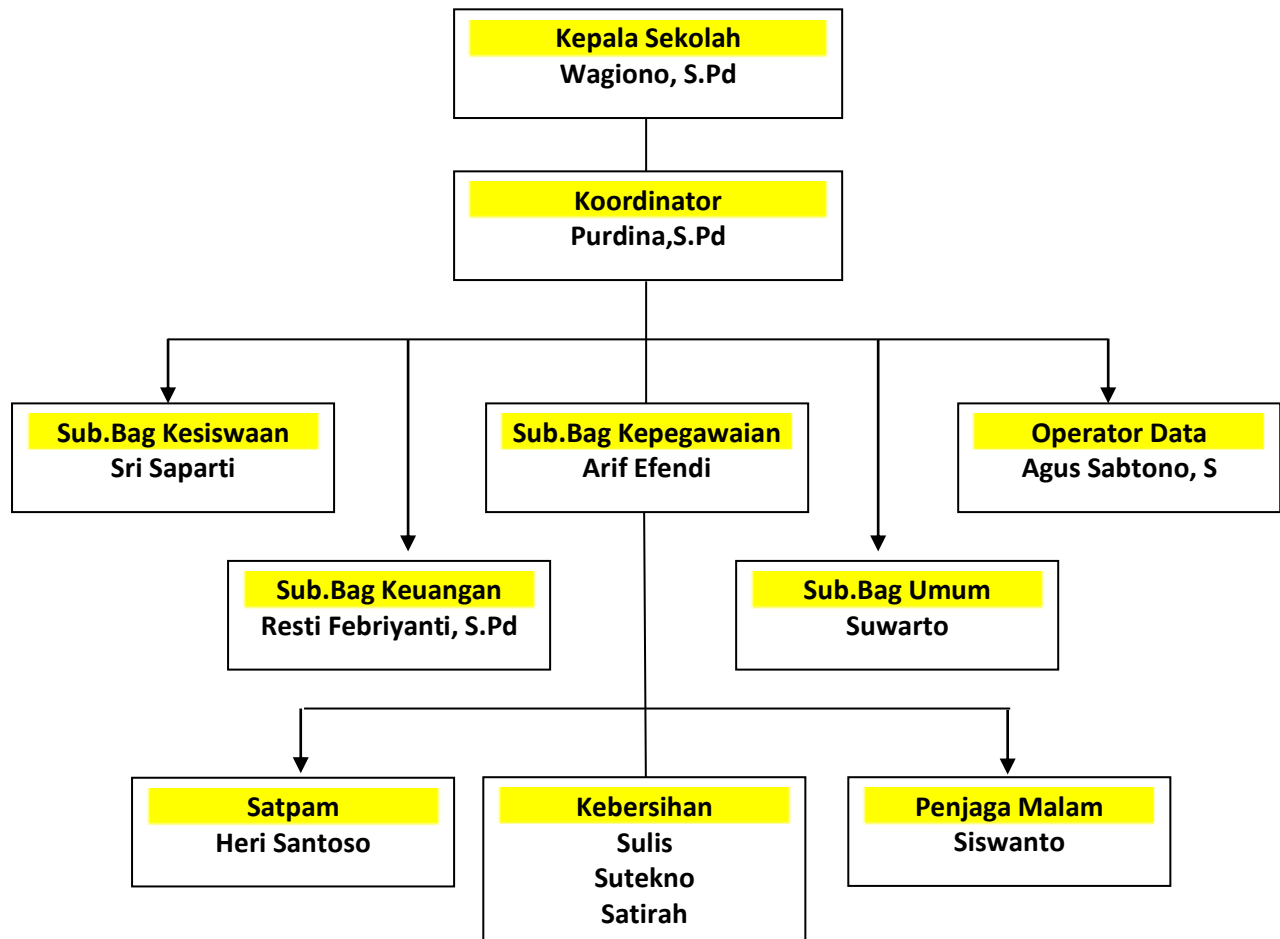 Kepala Sekolah
Wagiono, S.Pd
Koordinator
Purdina,S.Pd
Sub.Bag Kesiswaan
Sri Saparti
Sub.Bag Kepegawaian
Arif Efendi
Operator Data
Agus Sabtono, S
Sub.Bag Keuangan
Resti Febriyanti, S.Pd
Sub.Bag Umum
Suwarto
Satpam
Heri Santoso
Kebersihan
Sulis
Sutekno
Satirah
Penjaga Malam
Siswanto